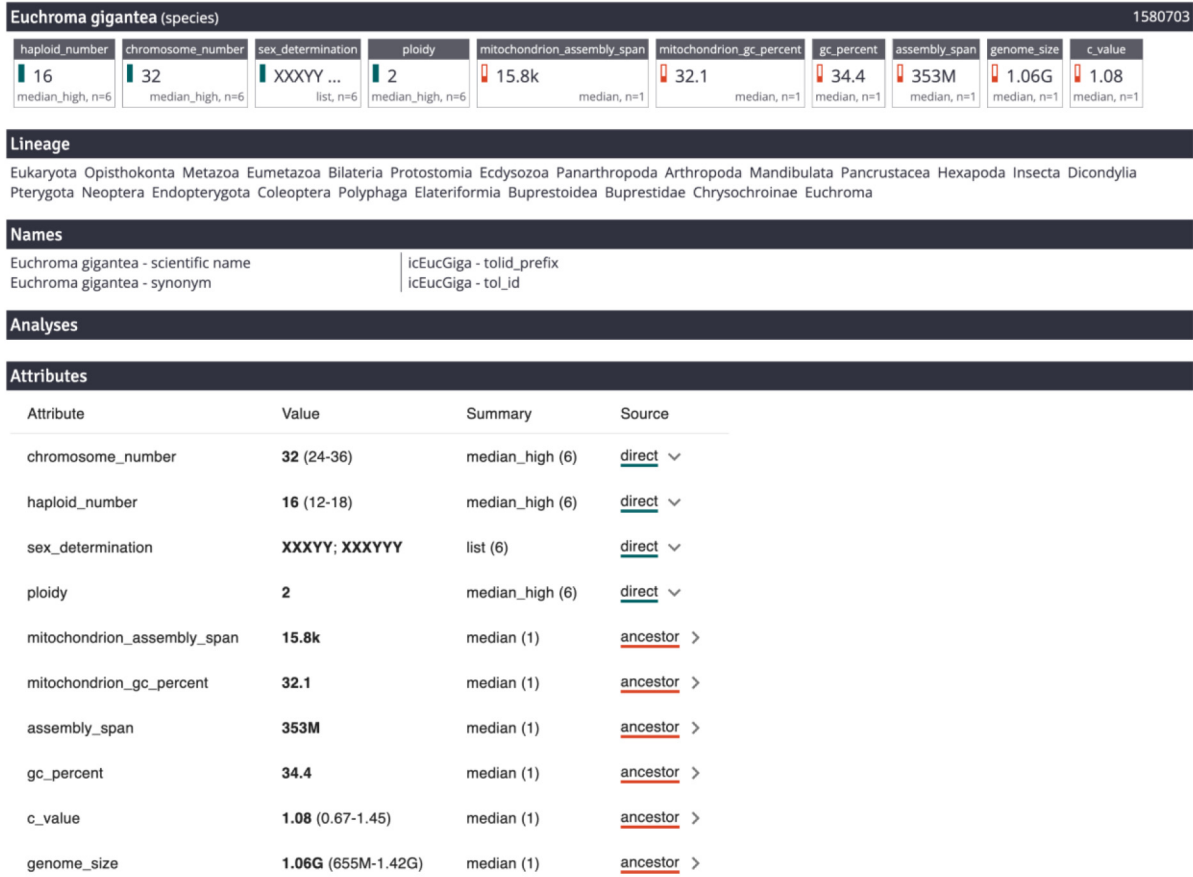 Euchroma gigantea (species) 1580703
haploid_number chromosome_number sex_determination ploidy mitochondrion_assembly_span mitochondrion_gc_percent gc_percent assembly_span genome_size c_value
16 32 XXXYY ... 2 15.8k 32.1 34.4 353M 1.06G 1.08
median_high, n=6 median_high, n=6 list, n=6 median_high, n=6 median, n=1 median, n=1 median, n=1 median, n=1 median, n=1 median, n=1
Lineage
Eukaryota Opisthokonta Metazoa Eumetazoa Bilateria Protostomia Ecdysozoa Panarthropoda Arthropoda Mandibulata Pancrustacea Hexapoda Insecta Dicondylia
Pterygota Neoptera Endopterygota Coleoptera Polyphaga Elateriformia Buprestoidea Buprestidae Chrysochroinae Euchroma
Names
Euchroma gigantea - scientific name icEucGiga - tolid_prefix
Euchroma gigantea - synonym icEucGiga - tol_id
Analyses
Attributes
Attribute Value Summary Source
chromosome_number 32 (24-36) median_high (6) direct
haploid_number 16 (12-18) median_high (6) direct
sex_determination XXXYY; XXXYYY list (6) direct
ploidy 2 median_high (6) direct
mitochondrion_assembly_span 15.8k median (1) ancestor
mitochondrion_gc_percent 32.1 median (1) ancestor
assembly_span 353M median (1) ancestor
gc_percent 34.4 median (1) ancestor
c_value 1.08 (0.67-1.45) median (1) ancestor
genome_size 1.06G (655M-1.42G) median (1) ancestor